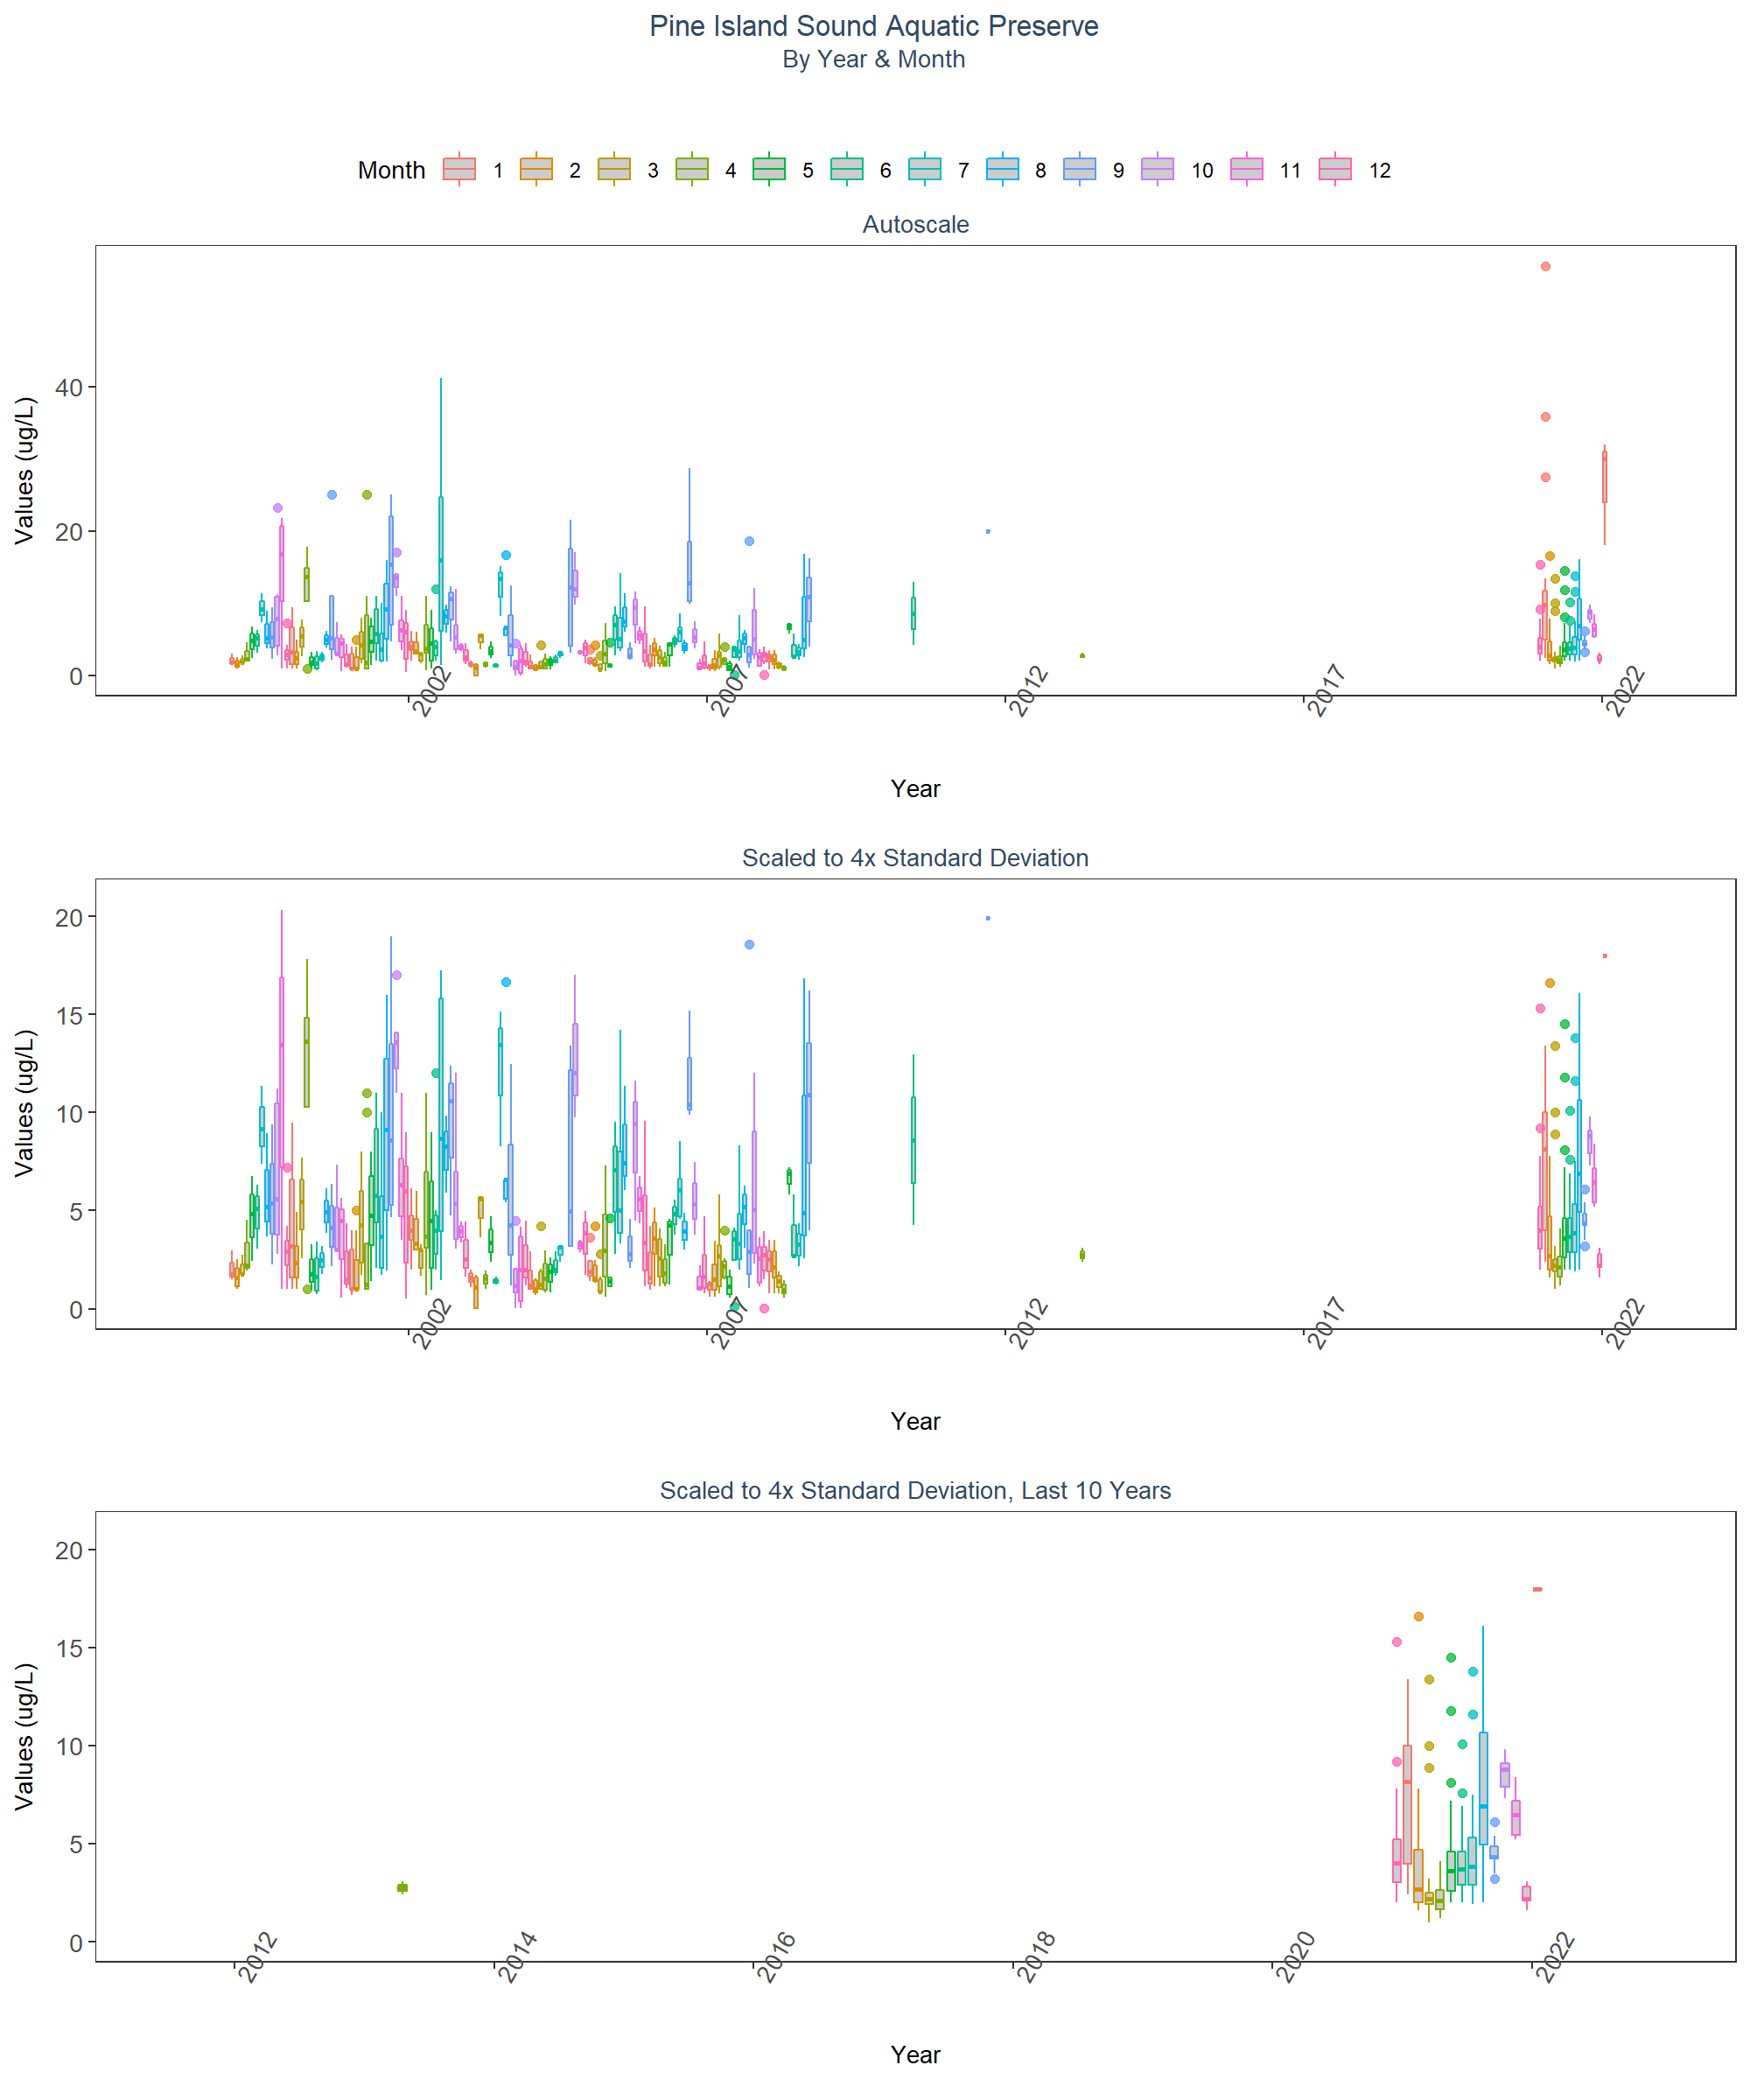 Pine Island Sound Aquatic Preserve
By Year & Month
Month 1 2 3 4 5 6 7 8 9 10 11 12
Autoscale
Values (ug/L)
40
20
0
2002 2007 2012 2017 2022
Year
Scaled to 4x Standard Deviation
Values (ug/L)
20
15
10
5
0
2002 2007 2012 2017 2022
Year
Scaled to 4x Standard Deviation, Last 10 Years
Values (ug/L)
20
15
10
5
0
2012 2014 2016 2018 2020 2022
Year